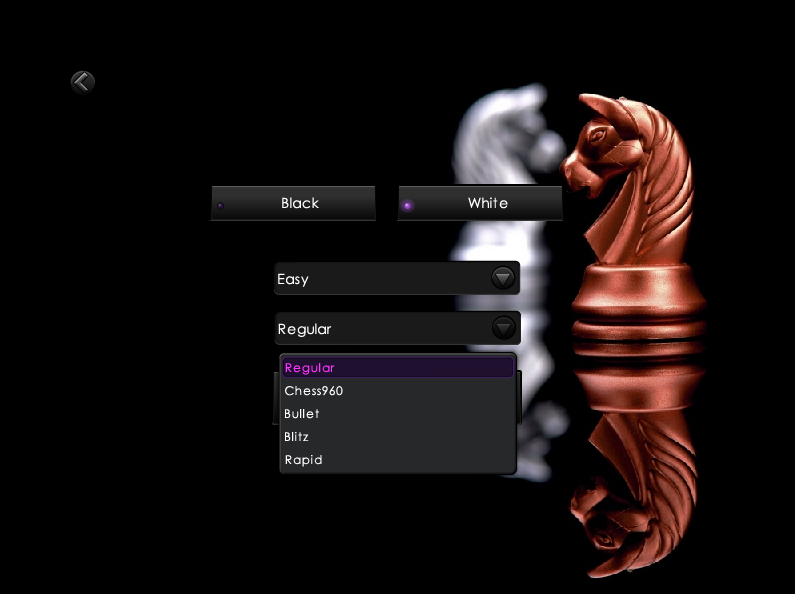 Black
White
Easy
Regular
Regular
Chess960
Bullet
Blitz
Rapid